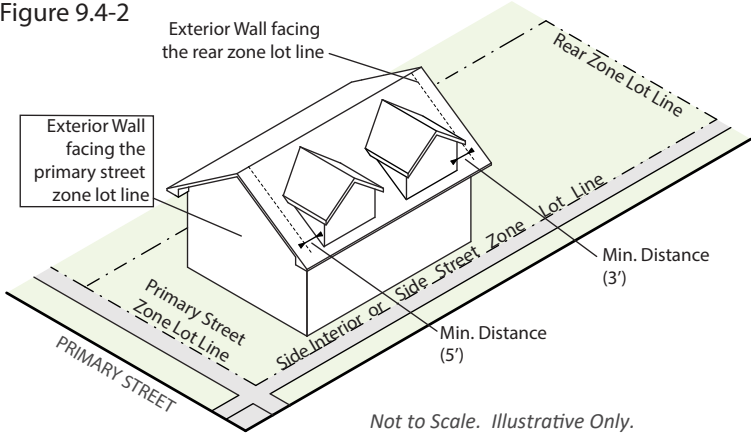 Figure 9.4-2
Exterior Wall facing
the rear zone lot line
Rear Zone Lot Line
Exterior Wall
facing the
primary street
zone lot line
Min. Distance
(3')
Side Interior or Side Street Zone Lot Line
Primary Street
Zone Lot Line
Min. Distance
(5')
PRIMARY STREET
Not to Scale. Illustrative Only.